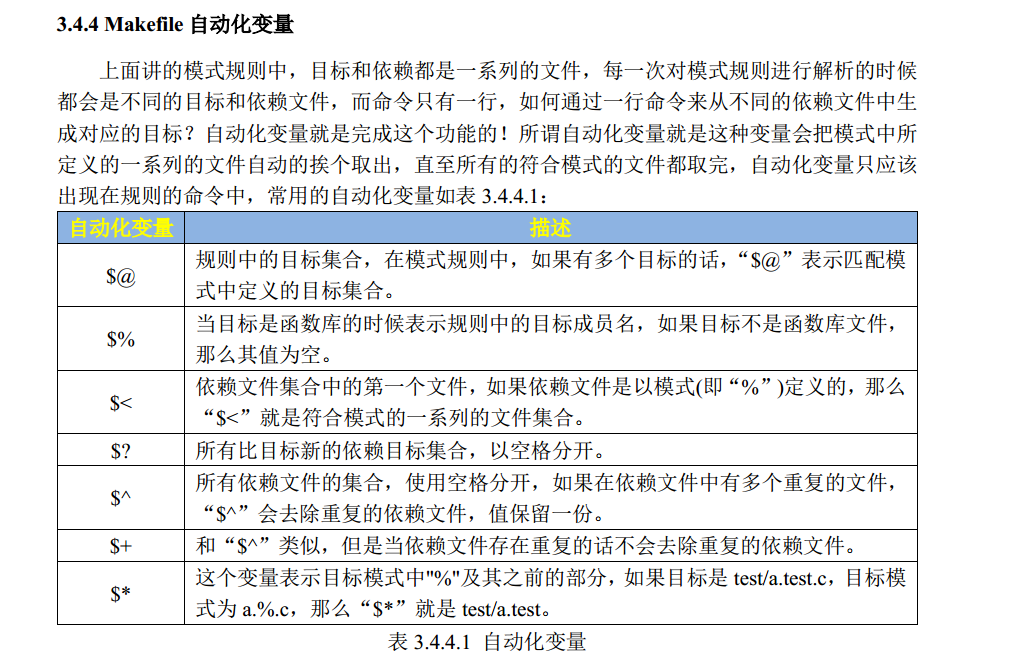 3.4.4 Makefile 自动化变量
上面讲的模式规则中，目标和依赖都是一系列的文件，每一次对模式规则进行解析的时候
都会是不同的目标和依赖文件，而命令只有一行，如何通过一行命令来从不同的依赖文件中生
成对应的目标？自动化变量就是完成这个功能的！所谓自动化变量就是这种变量会把模式中所
定义的一系列的文件自动的挨个取出，直至所有的符合模式的文件都取完，自动化变量只应该
出现在规则的命令中，常用的自动化变量如表 3.4.4.1：
自动化变量 描述
$@ 规则中的目标集合，在模式规则中，如果有多个目标的话，“$@”表示匹配模
式中定义的目标集合。
$% 当目标是函数库的时候表示规则中的目标成员名，如果目标不是函数库文件，
那么其值为空。
$< 依赖文件集合中的第一个文件，如果依赖文件是以模式(即“%”)定义的，那么
“$<”就是符合模式的一系列的文件集合。
$? 所有比目标新的依赖目标集合，以空格分开。
$^ 所有依赖文件的集合，使用空格分开，如果在依赖文件中有多个重复的文件，
“$^”会去除重复的依赖文件，值保留一份。
$+ 和“$^”类似，但是当依赖文件存在重复的话不会去除重复的依赖文件。
$* 这个变量表示目标模式中"%"及其之前的部分，如果目标是 test/a.test.c，目标模
式为 a.%.c，那么“$*”就是 test/a.test。
表 3.4.4.1 自动化变量